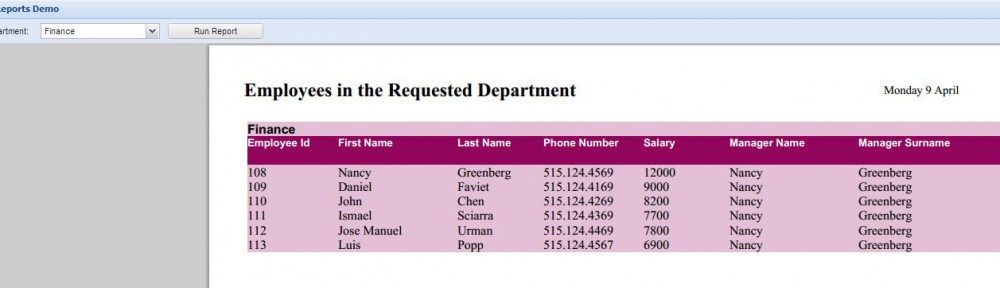 eports Demo
artment: Finance Run Report
Employees in the Requested Department Monday 9 April
Finance
Employee Id First Name Last Name Phone Number Salary Manager Name Manager Surname
108 Nancy Greenberg 515.124.4569 12000 Nancy Greenberg
109 Daniel Faviet 515.124.4169 9000 Nancy Greenberg
110 John Chen 515.124.4269 8200 Nancy Greenberg
111 Ismael Sciarra 515.124.4369 7700 Nancy Greenberg
112 Jose Manuel Urman 515.124.4469 7800 Nancy Greenberg
113 Luis Popp 515.124.4567 6900 Nancy Greenberg